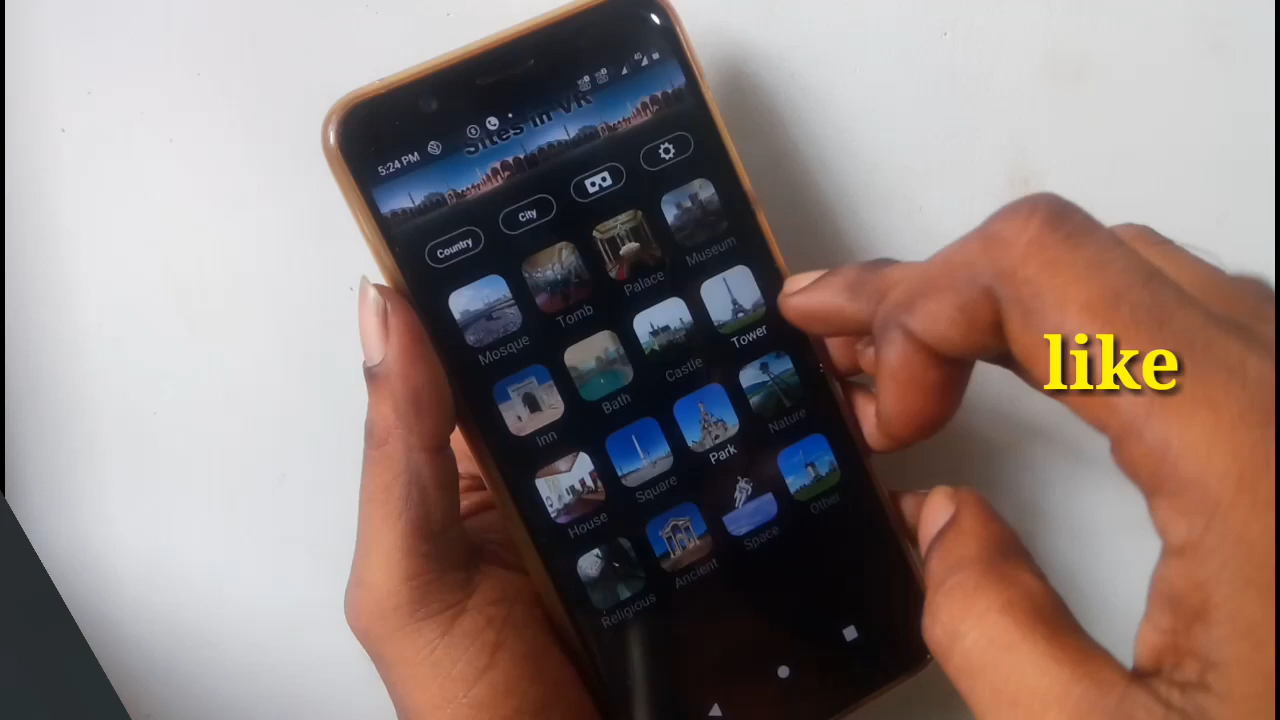 5:24 PM
4G
Sites in VR
Country City
Mosque Tomb Palace Museum
Inn Bath Castle Tower
House Square Park Nature
Religious Ancient Space Other
like